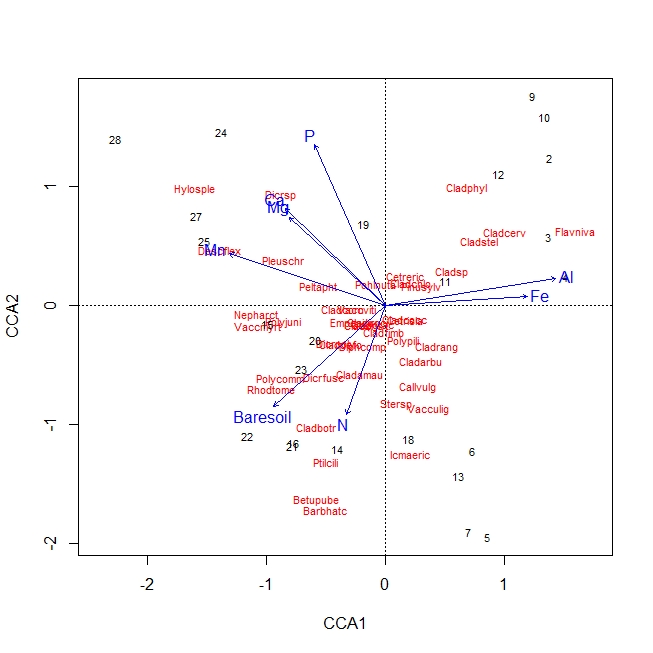 9
10
24
P
28
2
12
Cladphyl
1
Hylosple
Dicrsp
Ca
Mg
27
19
Cladcerv
Flavniva
25
Cladstel
3
Mn
Pleuschr
Cladsp
Al
Cetreric
11
Peltapht
Pinusylv
Fe
CCA2
0
Nepharct
Vaccviti
Polyjuni
Vaccmyrt
Polypili
20
Cladrang
Cladarbu
23
Cladamau
Polycomm
Dicrfusc
Callvulg
Rhodtome
Stersp
Vacculig
Baresoil
N
-1
Cladbotr
22
16
21
14
18
6
Icmaeric
Ptilcili
13
Betupube
Barbhatc
7
5
-2
-2
-1
0
1
CCA1